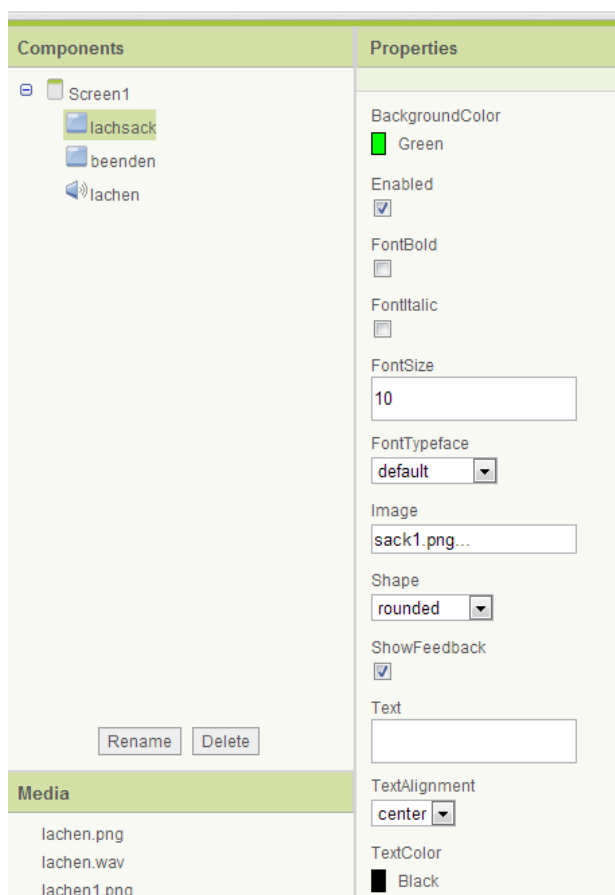 Components
Screen1
lachsack
beenden
lachen
Rename Delete
Media
lachen.png
lachen.wav
lachen1.png
Properties
BackgroundColor
Green
Enabled
FontBold
FontItalic
FontSize
10
FontTypeface
default
Image
sack1.png...
Shape
rounded
ShowFeedback
Text
TextAlignment
center
TextColor
Black